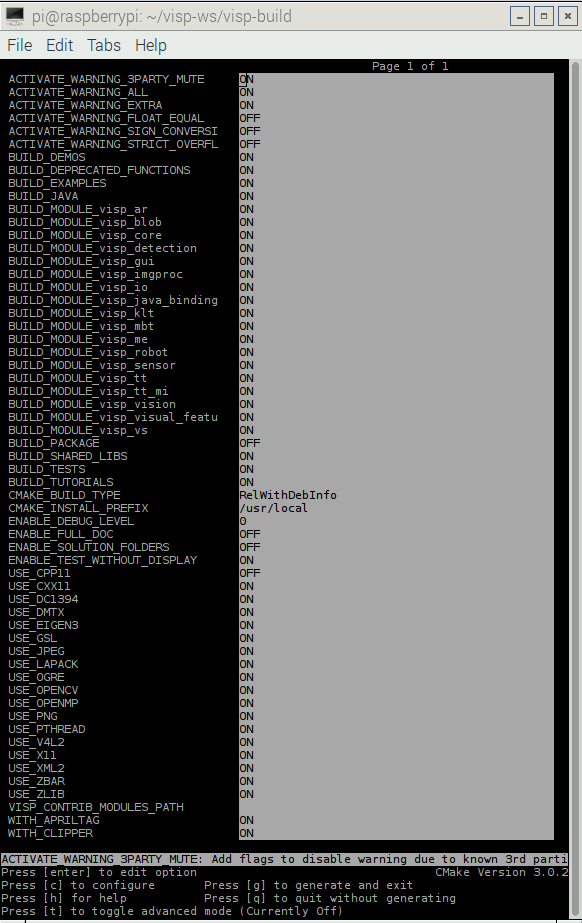 pi@raspberrypi: ~/visp-ws/visp-build
File Edit Tabs Help
Page 1 of 1
ACTIVATE_WARNING_3PARTY_MUTE ON
ACTIVATE_WARNING_ALL ON
ACTIVATE_WARNING_EXTRA ON
ACTIVATE_WARNING_FLOAT_EQUAL OFF
ACTIVATE_WARNING_SIGN_CONVERSI OFF
ACTIVATE_WARNING_STRICT_OVERFL OFF
BUILD_DEMOS ON
BUILD_DEPRECATED_FUNCTIONS ON
BUILD_EXAMPLES ON
BUILD_JAVA ON
BUILD_MODULE_visp_ar ON
BUILD_MODULE_visp_blob ON
BUILD_MODULE_visp_core ON
BUILD_MODULE_visp_detection ON
BUILD_MODULE_visp_gui ON
BUILD_MODULE_visp_imgproc ON
BUILD_MODULE_visp_io ON
BUILD_MODULE_visp_java_binding ON
BUILD_MODULE_visp_klt ON
BUILD_MODULE_visp_mbt ON
BUILD_MODULE_visp_me ON
BUILD_MODULE_visp_robot ON
BUILD_MODULE_visp_sensor ON
BUILD_MODULE_visp_tt ON
BUILD_MODULE_visp_tt_mi ON
BUILD_MODULE_visp_vision ON
BUILD_MODULE_visp_visual_featu ON
BUILD_MODULE_visp_vs ON
BUILD_PACKAGE OFF
BUILD_SHARED_LIBS ON
BUILD_TESTS ON
BUILD_TUTORIALS ON
CMAKE_BUILD_TYPE RelWithDebInfo
CMAKE_INSTALL_PREFIX /usr/local
ENABLE_DEBUG_LEVEL 0
ENABLE_FULL_DOC OFF
ENABLE_SOLUTION_FOLDERS OFF
ENABLE_TEST_WITHOUT_DISPLAY ON
USE_CPP11 OFF
USE_CXX11 ON
USE_DC1394 ON
USE_DMTX ON
USE_EIGEN3 ON
USE_GSL ON
USE_JPEG ON
USE_LAPACK ON
USE_OGRE ON
USE_OPENCV ON
USE_OPENMP ON
USE_PNG ON
USE_PTHREAD ON
USE_V4L2 ON
USE_X11 ON
USE_XML2 ON
USE_ZBAR ON
USE_ZLIB ON
VISP_CONTRIB_MODULES_PATH
WITH_APRILTAG ON
WITH_CLIPPER ON
ACTIVATE_WARNING_3PARTY_MUTE: Add flags to disable warning due to known 3rd parti
Press [enter] to edit option CMake Version 3.0.2
Press [c] to configure Press [g] to generate and exit
Press [h] for help Press [q] to quit without generating
Press [t] to toggle advanced mode (Currently Off)